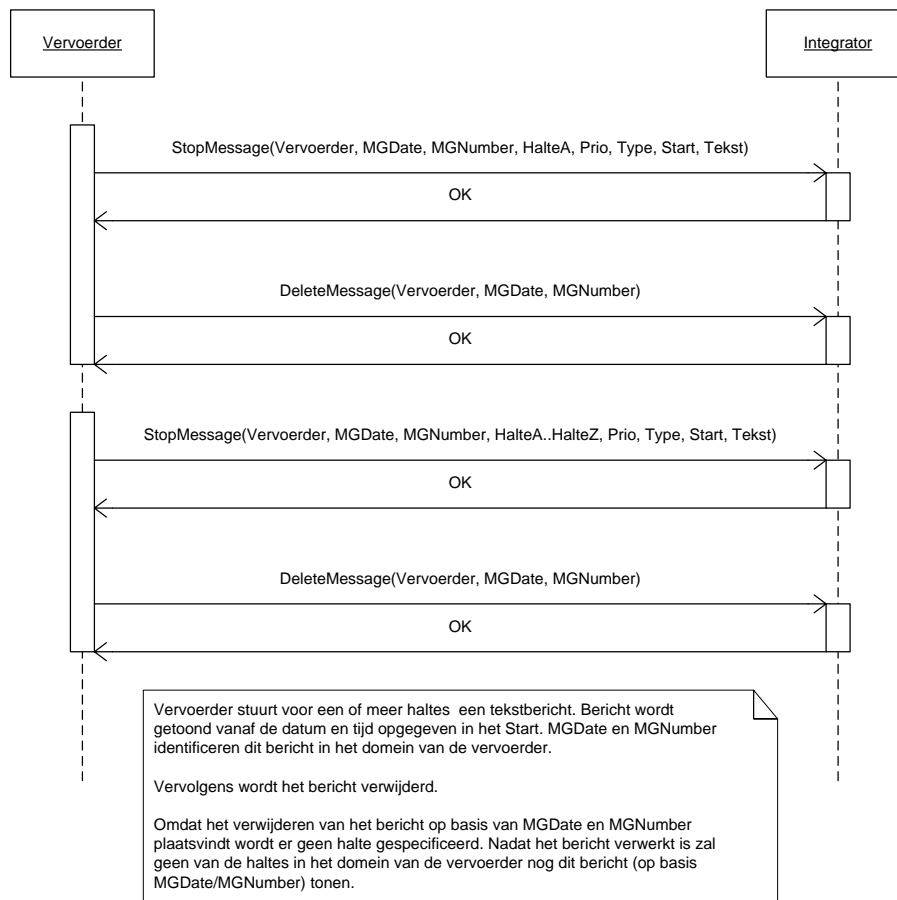 Vervoerder
Integrator
StopMessage(Vervoerder, MGDate, MGNumber, HalteA, Prio, Type, Start, Tekst)
OK
DeleteMessage(Vervoerder, MGDate, MGNumber)
OK
StopMessage(Vervoerder, MGDate, MGNumber, HalteA..HalteZ, Prio, Type, Start, Tekst)
OK
DeleteMessage(Vervoerder, MGDate, MGNumber)
OK
Vervoerder stuurt voor een of meer haltes een tekstbericht. Bericht wordt
getoond vanaf de datum en tijd opgegeven in het Start. MGDate en MGNumber
identificeren dit bericht in het domein van de vervoerder.
Vervolgens wordt het bericht verwijderd.
Omdat het verwijderen van het bericht op basis van MGDate en MGNumber
plaatsvindt wordt er geen halte gespecificeerd. Nadat het bericht verwerkt is zal
geen van de haltes in het domein van de vervoerder nog dit bericht (op basis
MGDate/MGNumber) tonen.